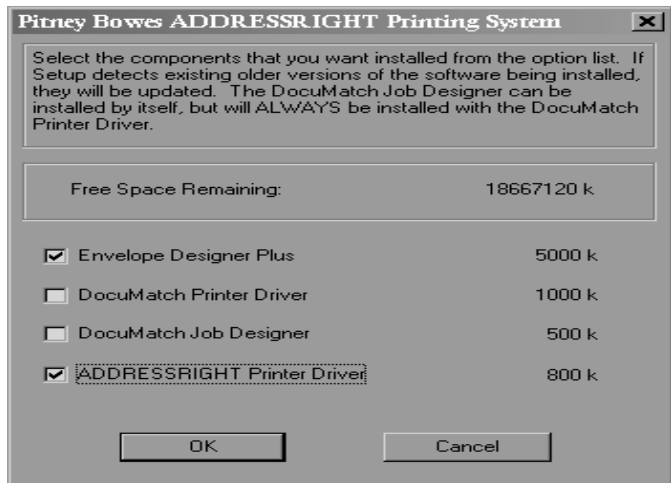 Pitney Bowes ADDRESSRIGHT Printing System
Select the components that you want installed from the option list. If
Setup detects existing older versions of the software being installed,
they will be updated. The DocuMatch Job Designer can be
installed by itself, but will ALWAYS be installed with the DocuMatch
Printer Driver.
Free Space Remaining: 18667120 k
Envelope Designer Plus 5000 k
DocuMatch Printer Driver 1000 k
DocuMatch Job Designer 500 k
ADDRESSRIGHT Printer Driver 800 k
OK Cancel